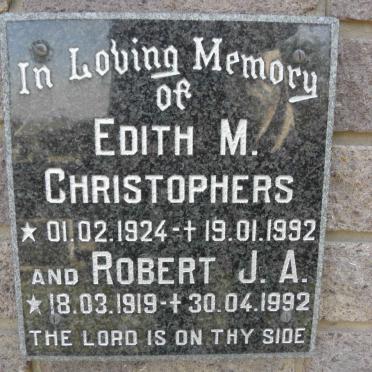 In Loving Memory
of
EDITH M.
CHRISTOPHERS
★ 01.02.1924-✝19.01.1992
AND ROBERT J. A.
★ 18.03.1919-✝30.04.1992
THE LORD IS ON THY SIDE